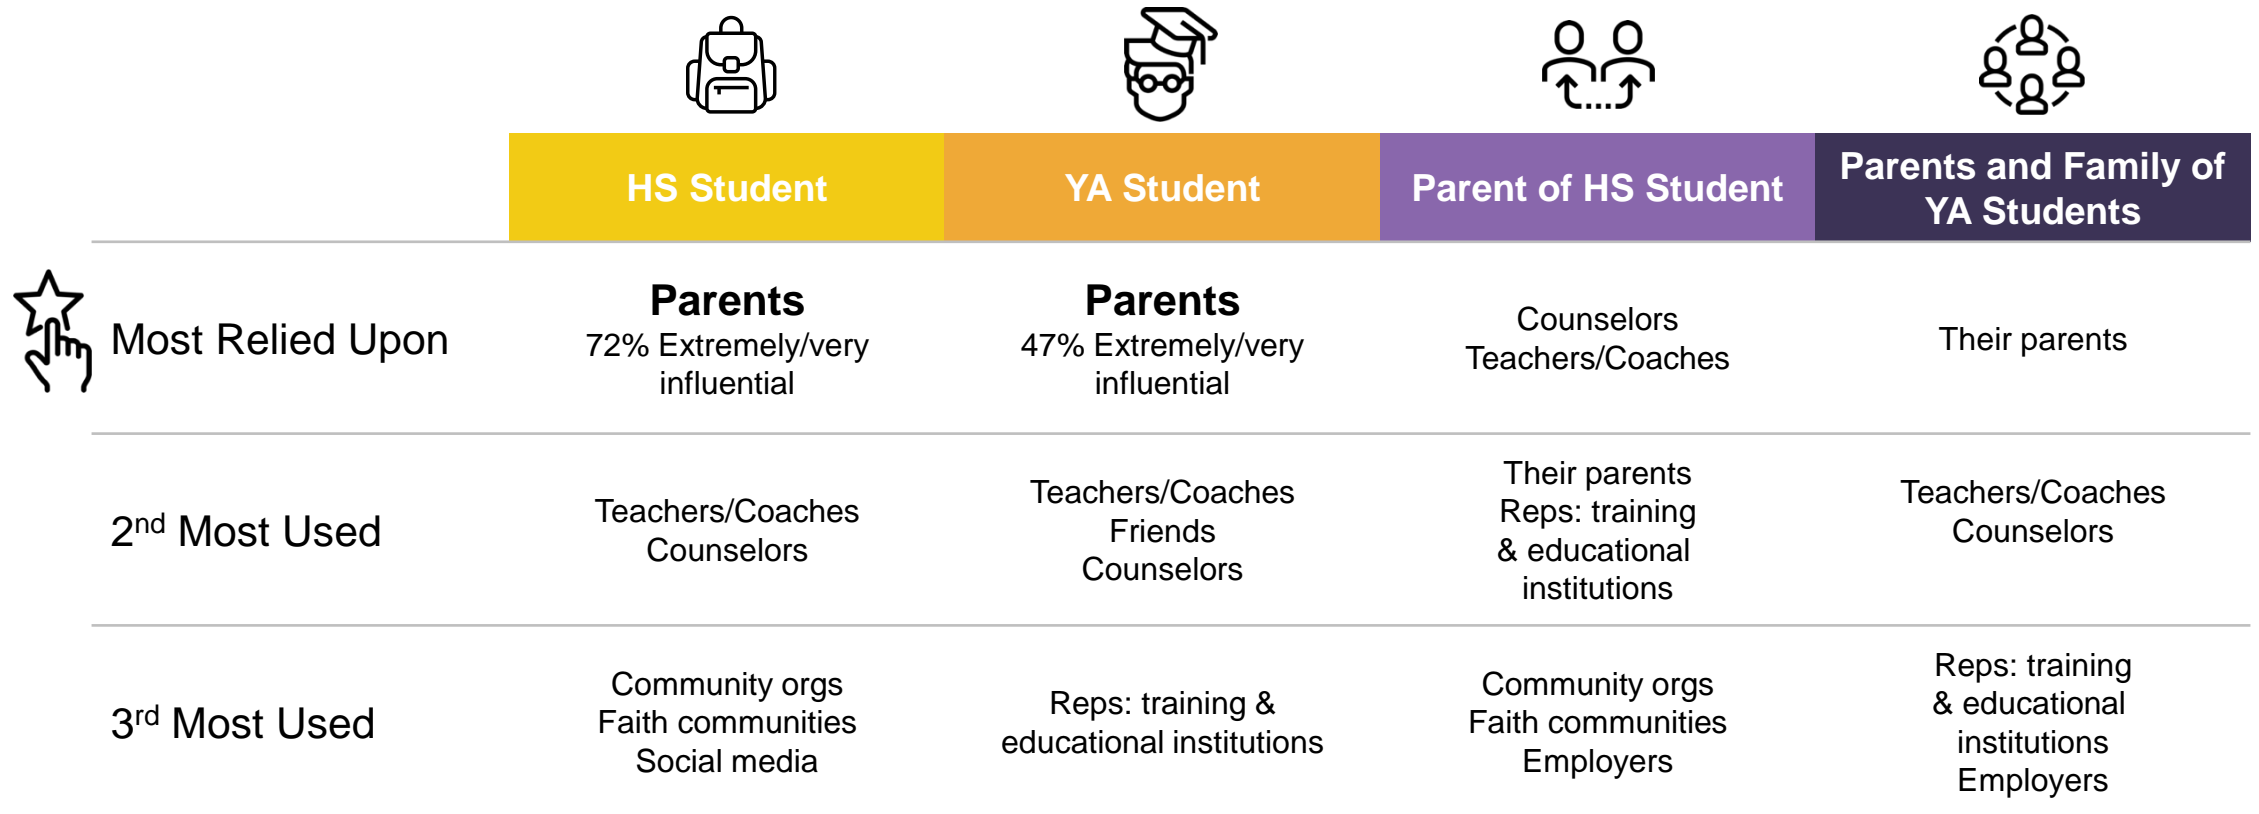 HS Student
YA Student
Parent of HS Student
Parents and Family of
YA Students
Most Relied Upon
Parents
72% Extremely/very
influential
Parents
47% Extremely/very
influential
Counselors
Teachers/Coaches
Their parents
2nd Most Used
Teachers/Coaches
Counselors
Teachers/Coaches
Friends
Counselors
Their parents
Reps: training
& educational
institutions
Teachers/Coaches
Counselors
3rd Most Used
Community orgs
Faith communities
Social media
Reps: training &
educational institutions
Community orgs
Faith communities
Employers
Reps: training
& educational
institutions
Employers